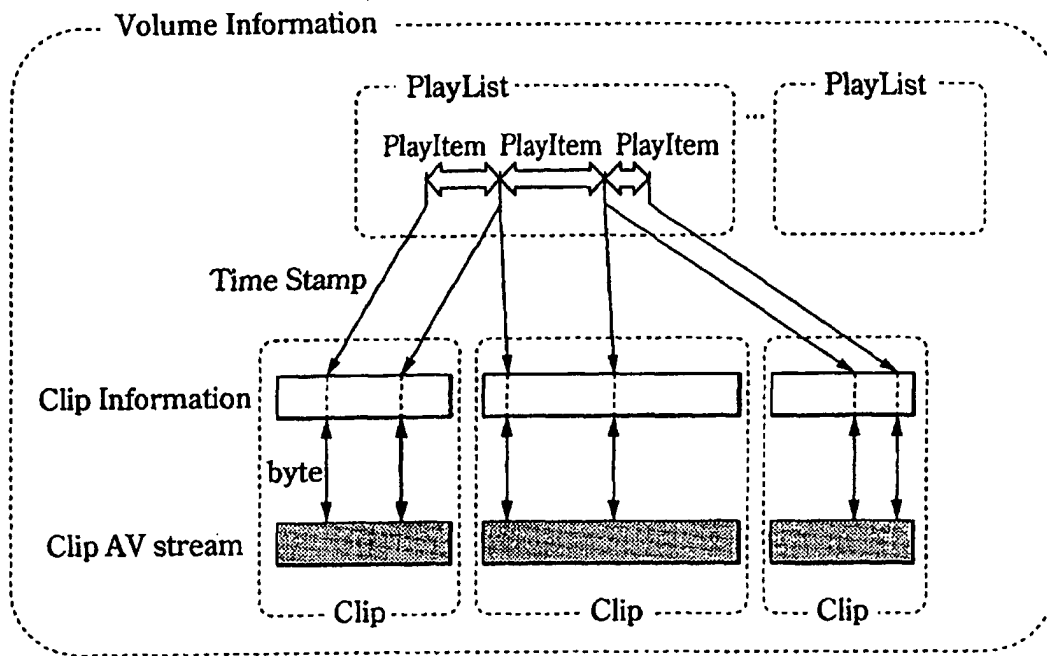 Volume Information
PlayList
...
PlayList
PlayItem PlayItem PlayItem
Time Stamp
Clip Information
byte
Clip AV stream
Clip
Clip
Clip